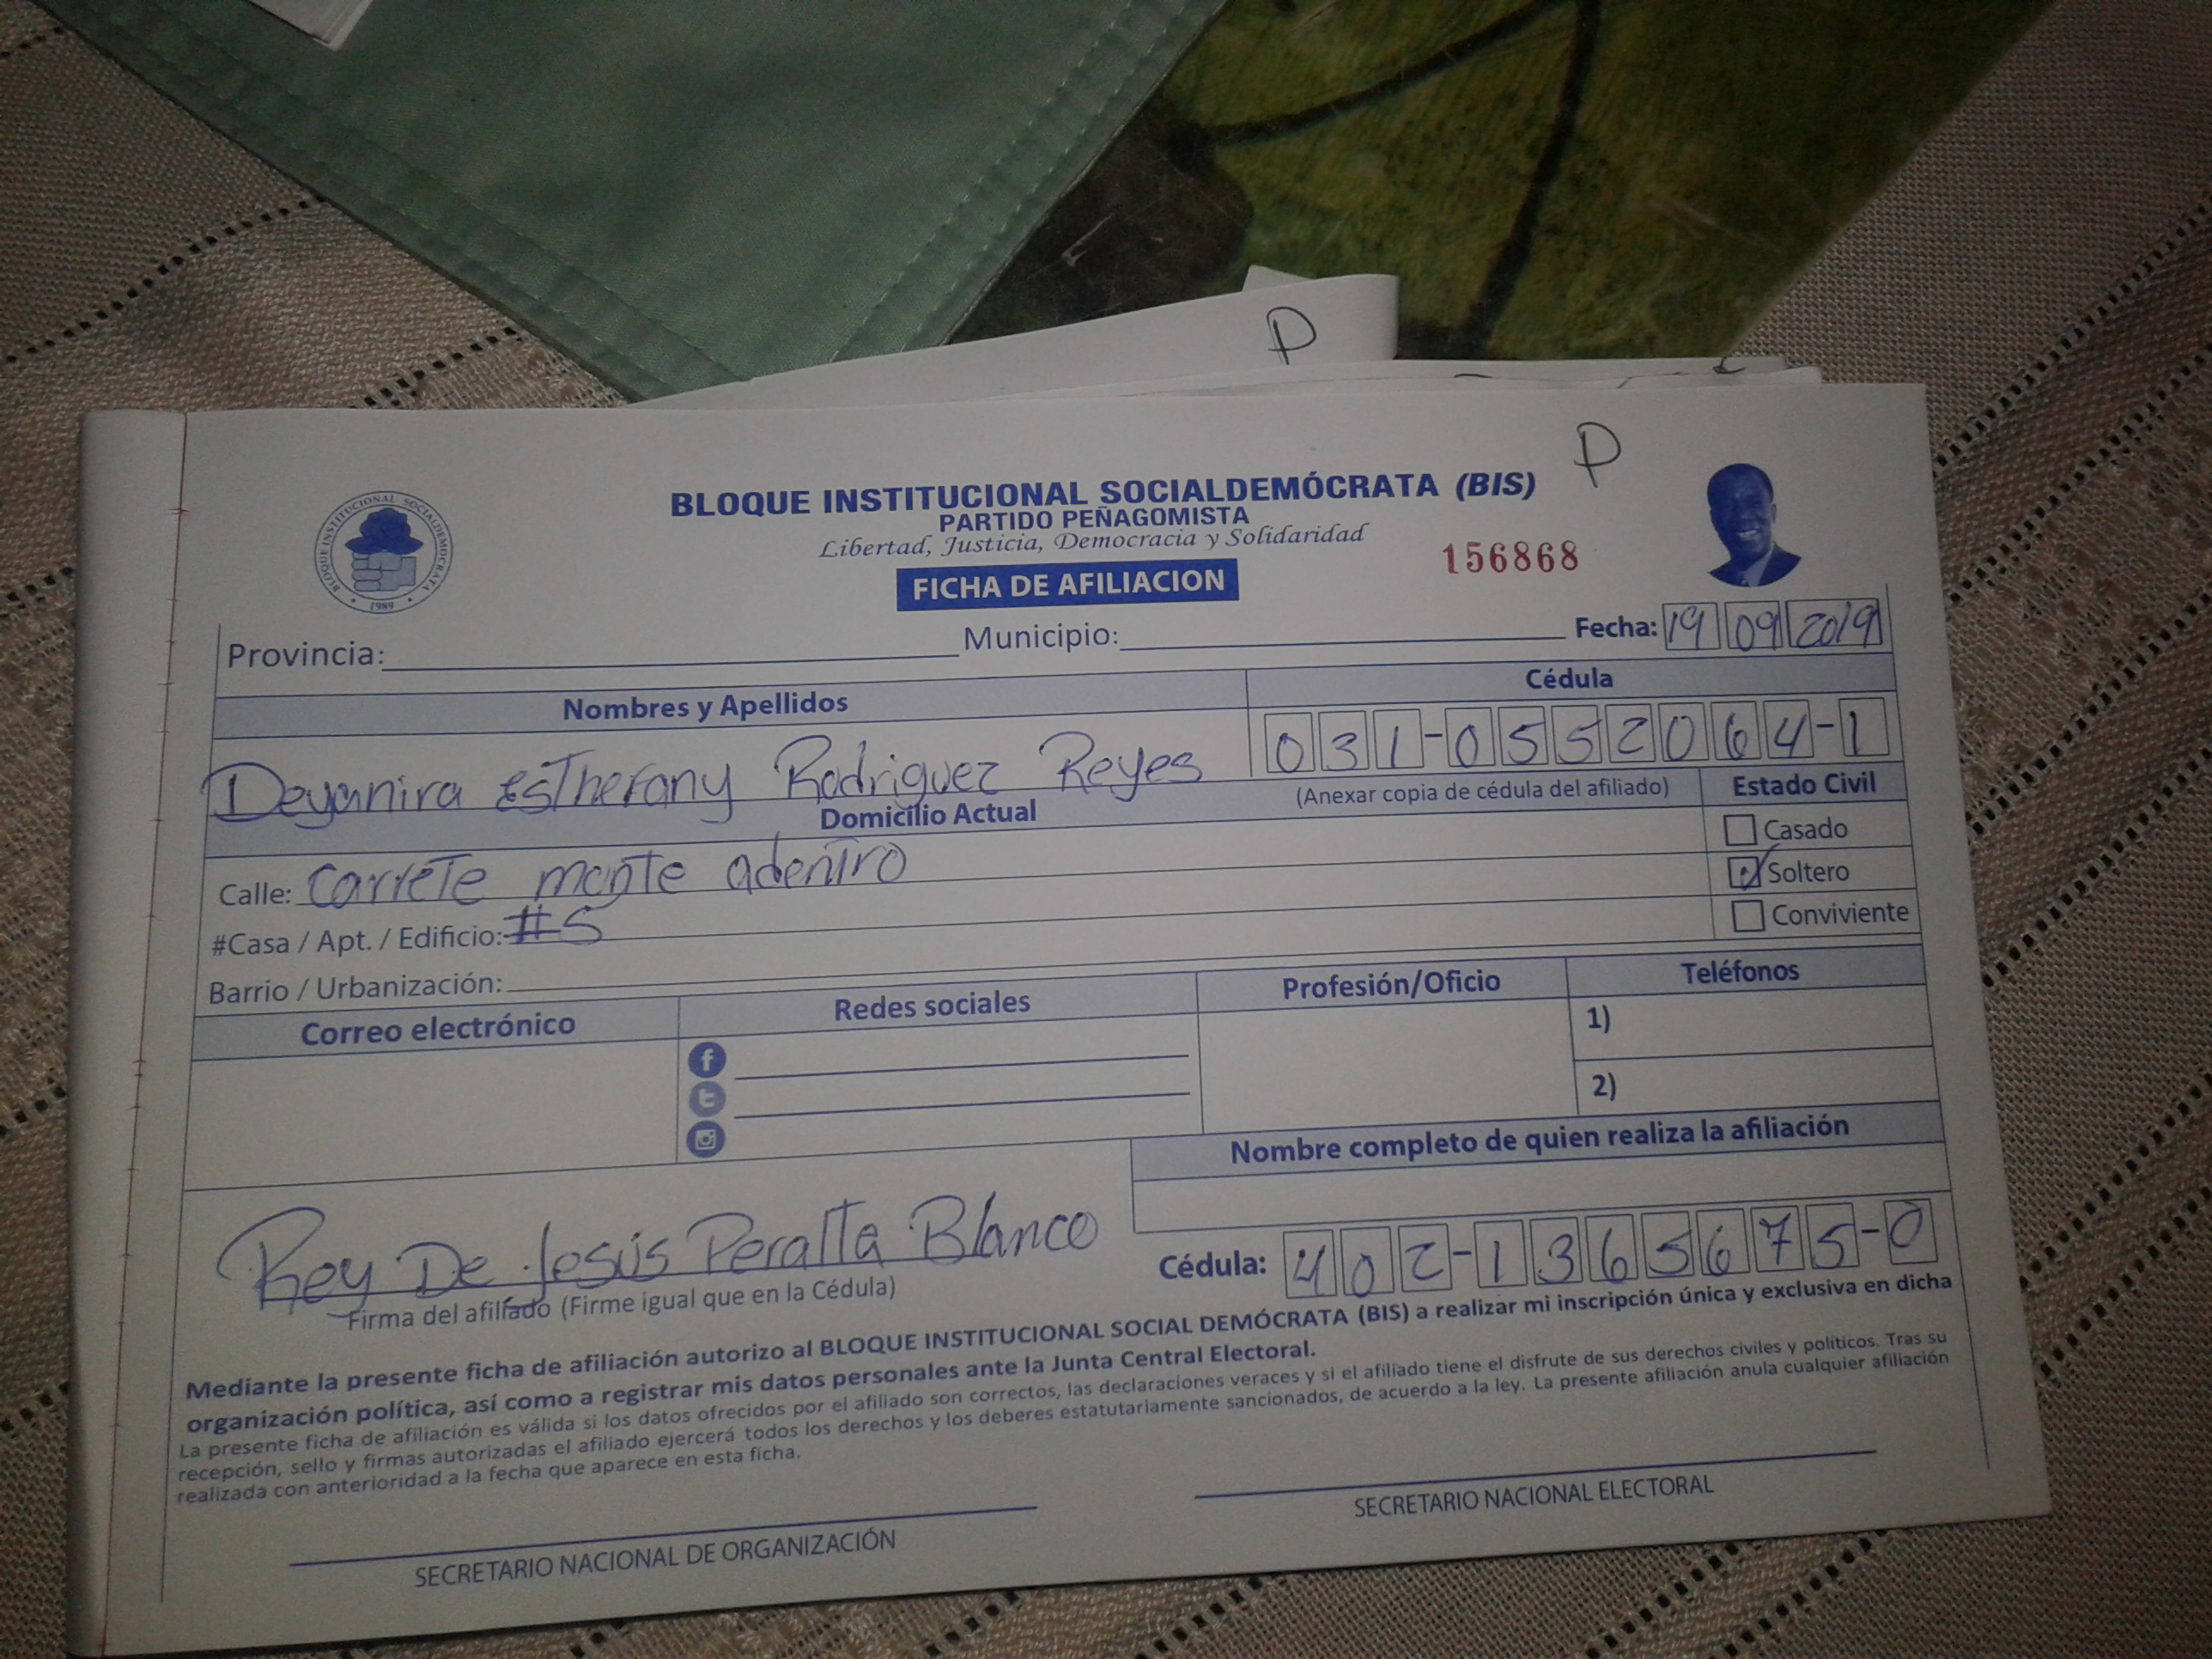 P
P
BLOQUE INSTITUCIONAL SOCIALDEMÓCRATA (BIS)
PARTIDO PEÑAGOMISTA
Libertad, Justicia, Democracia y Solidaridad
156868
BLOQUE INSTITUCIONAL SOCIALDEMOCRATA
1989
FICHA DE AFILIACION
Provincia: Municipio: Fecha: 19 09 2019
Nombres y Apellidos Cédula
Deyanira estherany Rodriguez Reyes 031-0552064-1
Domicilio Actual (Anexar copia de cédula del afiliado) Estado Civil
Casado
Calle: Carrete monte adentro Soltero
#Casa / Apt. / Edificio: #5 Conviviente
Barrio / Urbanización:
Correo electrónico Redes sociales Profesión/Oficio Teléfonos
1)
2)
Nombre completo de quien realiza la afiliación
Rey De Jesús Peralta Blanco Cédula: 402-1365675-0
Firma del afiliado (Firme igual que en la Cédula)
Mediante la presente ficha de afiliación autorizo al BLOQUE INSTITUCIONAL SOCIAL DEMÓCRATA (BIS) a realizar mi inscripción única y exclusiva en dicha
organización política, así como a registrar mis datos personales ante la Junta Central Electoral.
La presente ficha de afiliación es válida si los datos ofrecidos por el afiliado son correctos, las declaraciones veraces y si el afiliado tiene el disfrute de sus derechos civiles y políticos. Tras su
recepción, sello y firmas autorizadas el afiliado ejercerá todos los derechos y los deberes estatutariamente sancionados, de acuerdo a la ley. La presente afiliación anula cualquier afiliación
realizada con anterioridad a la fecha que aparece en esta ficha.
SECRETARIO NACIONAL DE ORGANIZACIÓN SECRETARIO NACIONAL ELECTORAL